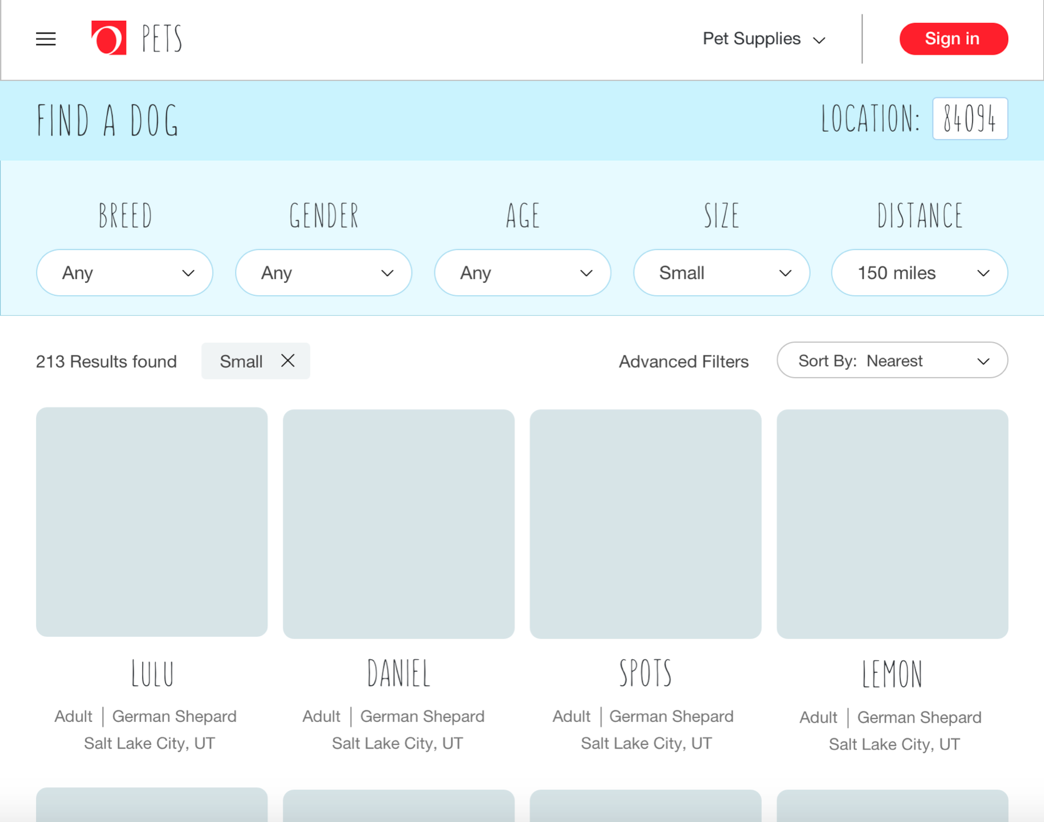 PETS
Pet Supplies
Sign in
FIND A DOG
LOCATION: 84094
BREED GENDER AGE SIZE DISTANCE
Any Any Any Small 150 miles
213 Results found Small Advanced Filters Sort By: Nearest
LULU DANIEL SPOTS LEMON
Adult | German Shepard Adult | German Shepard Adult | German Shepard Adult | German Shepard
Salt Lake City, UT Salt Lake City, UT Salt Lake City, UT Salt Lake City, UT